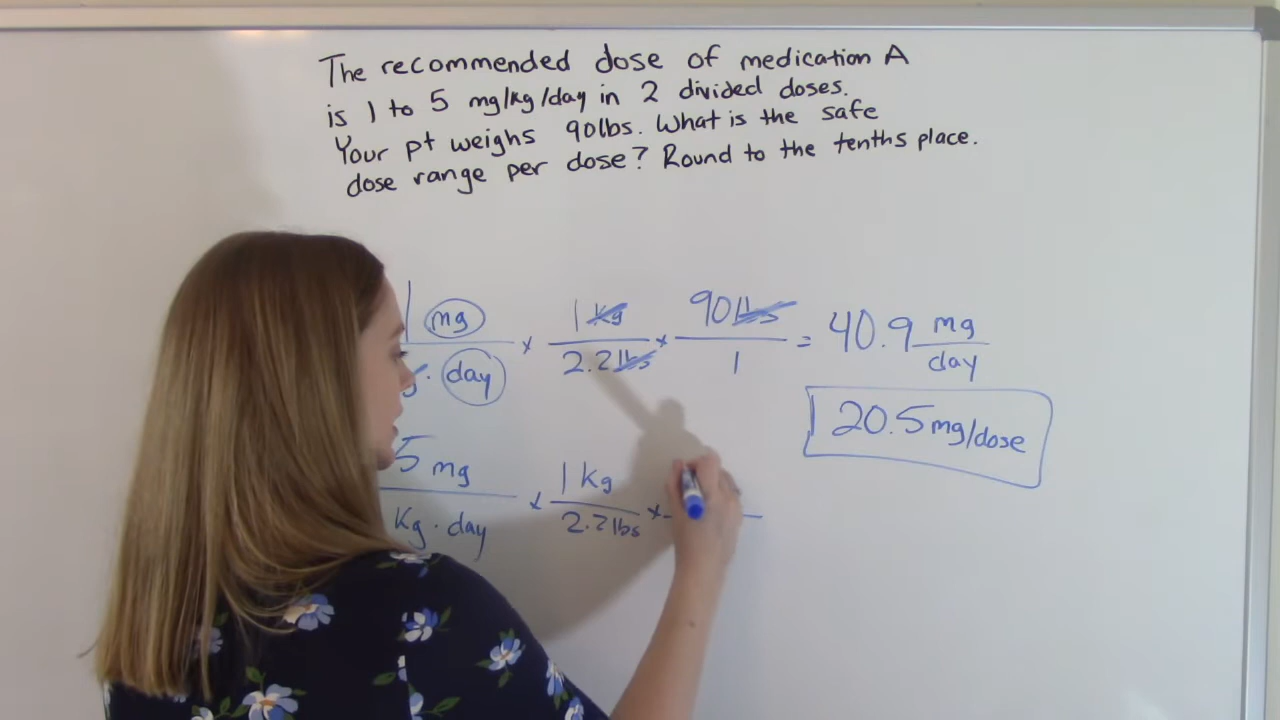 The recommended dose of medication A
is 1 to 5 mg/kg/day in 2 divided doses.
Your pt weighs 90lbs. What is the safe
dose range per dose? Round to the tenths place.
1 mg × 1 kg × 90 lbs = 40.9 mg
day 2.2 lbs 1 day
20.5 mg/dose
5 mg × 1 kg ×
kg · day 2.2 lbs